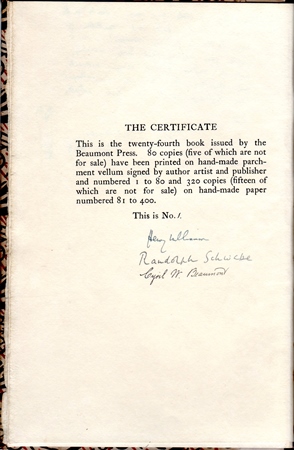 THE CERTIFICATE
This is the twenty-fourth book issued by the
Beaumont Press. 80 copies (five of which are not
for sale) have been printed on hand-made parch-
ment vellum signed by author artist and publisher
and numbered 1 to 80 and 320 copies (fifteen of
which are not for sale) on hand-made paper
numbered 81 to 400.
This is No. 1.
Henry Williamson
Randolph Schwabe
Cyril W. Beaumont